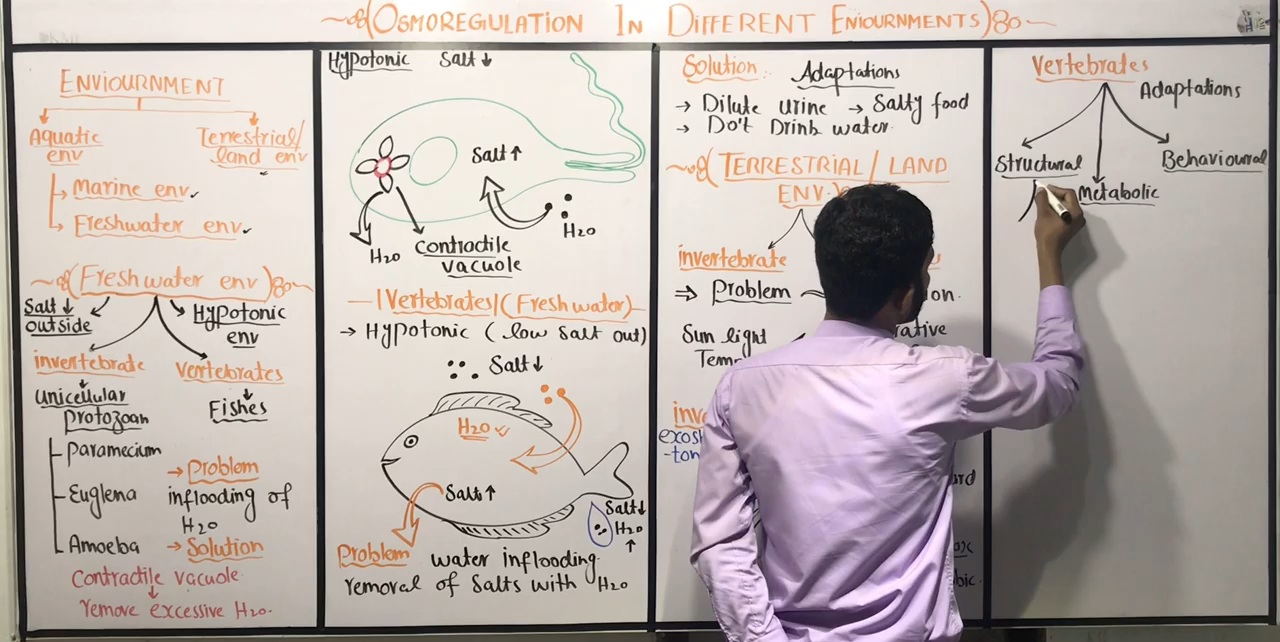 OSMOREGULATION IN DIFFERENT ENIOURNMENTS
ENVIOURNMENT
Aquatic
env
Terrestrial/
land env
Marine env.
Freshwater env.
(Freshwater env)
Salt ↓
outside
Hypotonic
env
invertebrate
vertebrates
unicellular
protozoan
Fishes
Paramecium
→ Problem
Euglena
inflooding of
H2O
Amoeba
→ Solution
Contractile vacuole
↓
remove excessive H2O.
Hypotonic Salt ↓
Salt ↑
H2O
H2O
Contractile
vacuole
Vertebrates/(Freshwater)
→ Hypotonic (low salt out)
Salt ↓
H2O
Salts ↑
Salt↓
H2O
↑
Problem water inflooding
removal of Salts with H2O
Solution: Adaptations
→ Dilute urine → Salty food
→ Do't Drink water.
(TERRESTRIAL/LAND
ENV.)
invertebrate
⇒ Problem
Sun light
Vertebrates
Adaptations
Structural
Behavioural
Metabolic